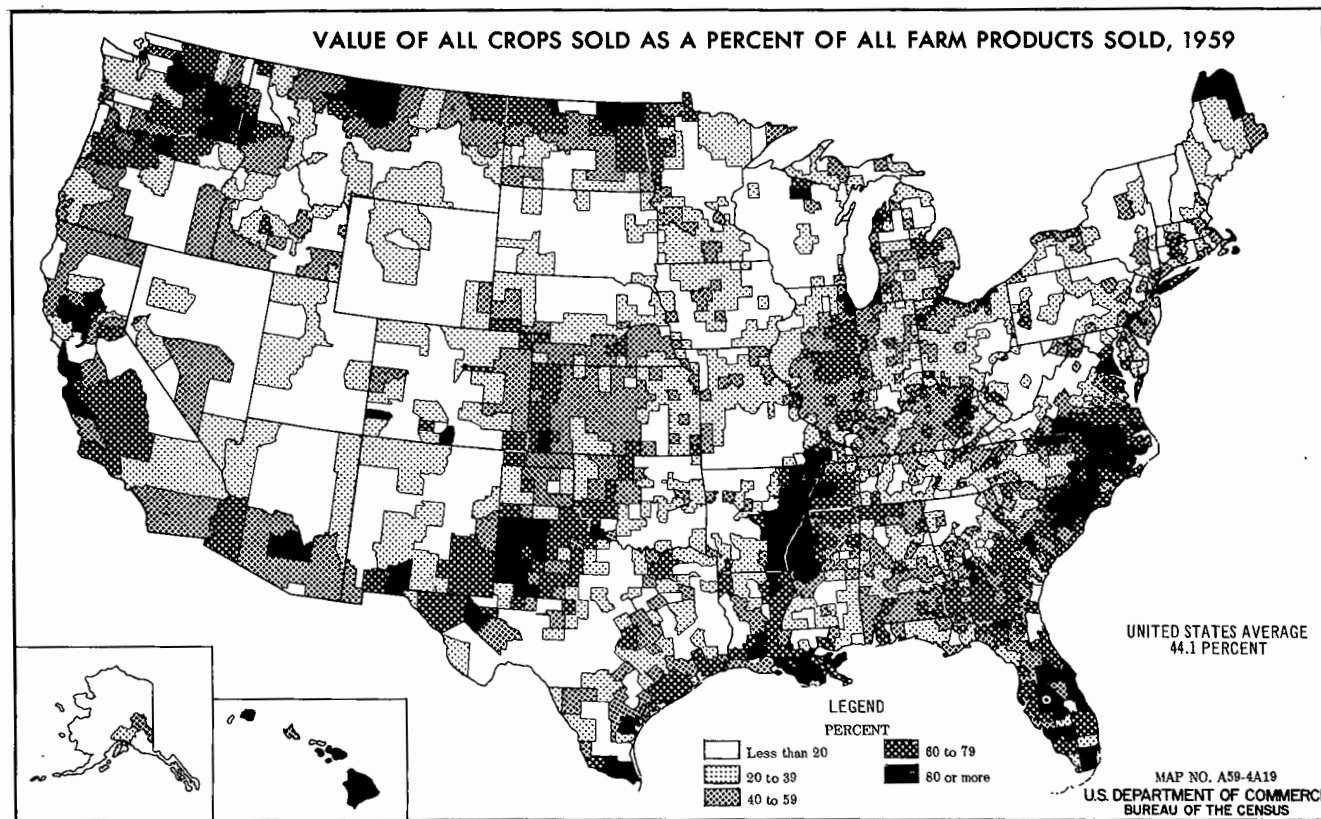 VALUE OF ALL CROPS SOLD AS A PERCENT OF ALL FARM PRODUCTS SOLD, 1959
UNITED STATES AVERAGE
44.1 PERCENT
LEGEND
PERCENT
Less than 20
20 to 39
40 to 59
60 to 79
80 or more
MAP NO. A59-4A19
U.S. DEPARTMENT OF COMMERC
BUREAU OF THE CENSUS